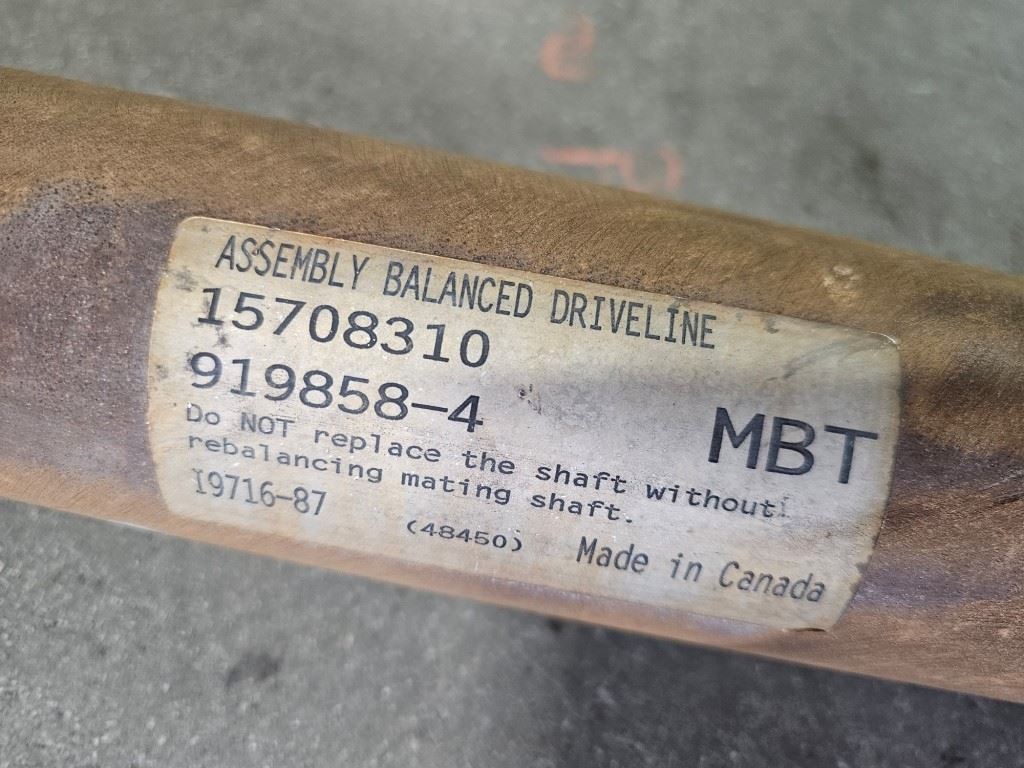 ASSEMBLY BALANCED DRIVELINE
15708310
919858-4
MBT
Do NOT replace the shaft without
rebalancing mating shaft.
I9716-87
(48450)
Made in Canada